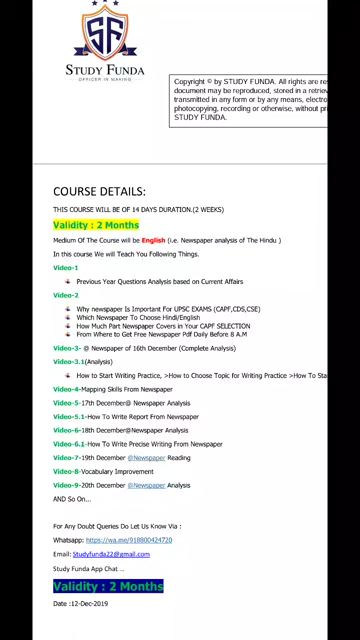 SF
STUDY FUNDA
OFFICER IN MAKING
Copyright © by STUDY FUNDA. All rights are
document may be reproduced, stored in a
transmitted in any form or by any means,
photocopying, recording or otherwise, without
STUDY FUNDA.
COURSE DETAILS:
THIS COURSE WILL BE OF 14 DAYS DURATION.(2 WEEKS)
Validity : 2 Months
Medium Of The Course will be English (i.e. Newspaper analysis of The Hindu )
In this course We will Teach You Following Things.
Video-1
Previous Year Questions Analysis based on Current Affairs
Video-2
Why newspaper Is Important For UPSC EXAMS (CAPF,CDS,CSE)
Which Newspaper To Choose Hindi/English
How Much Part Newspaper Covers in Your CAPF SELECTION
From Where to Get Free Newspaper Pdf Daily Before 8 A.M
Video-3- @ Newspaper of 16th December (Complete Analysis)
Video-3.1(Analysis)
How to Start Writing Practice, >How to Choose Topic for Writing Practice >How To
Video-4-Mapping Skills From Newspaper
Video-5-17th December@ Newspaper Analysis
Video-5.1-How To Write Report From Newspaper
Video-6-18th December@Newspaper Analysis
Video-6.1-How To Write Precise Writing From Newspaper
Video-7-19th December @Newspaper Reading
Video-8-Vocabulary Improvement
Video-9-20th December @Newspaper Analysis
AND So On...
For Any Doubt Queries Do Let Us Know Via :
Whatsapp: https://wa.me/918800424720
Email: Studyfunda22@gmail.com
Study Funda App Chat ..
Validity : 2 Months
Date :12-Dec-2019